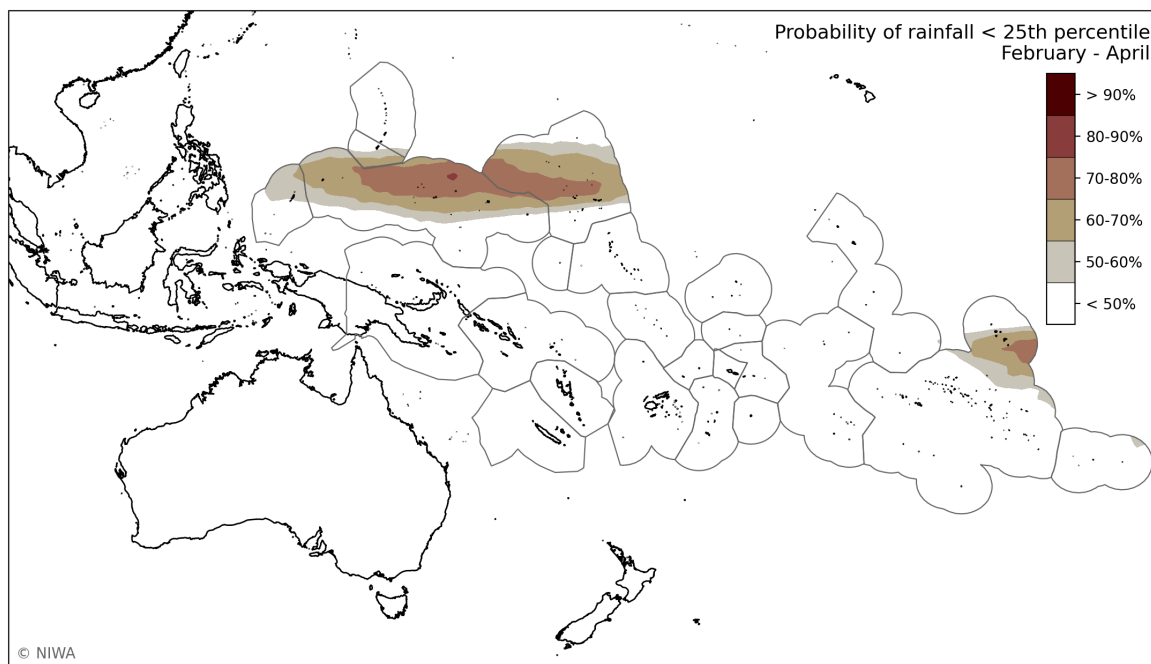 Probability of rainfall < 25th percentile
February - April
> 90%
80-90%
70-80%
60-70%
50-60%
< 50%
© NIWA